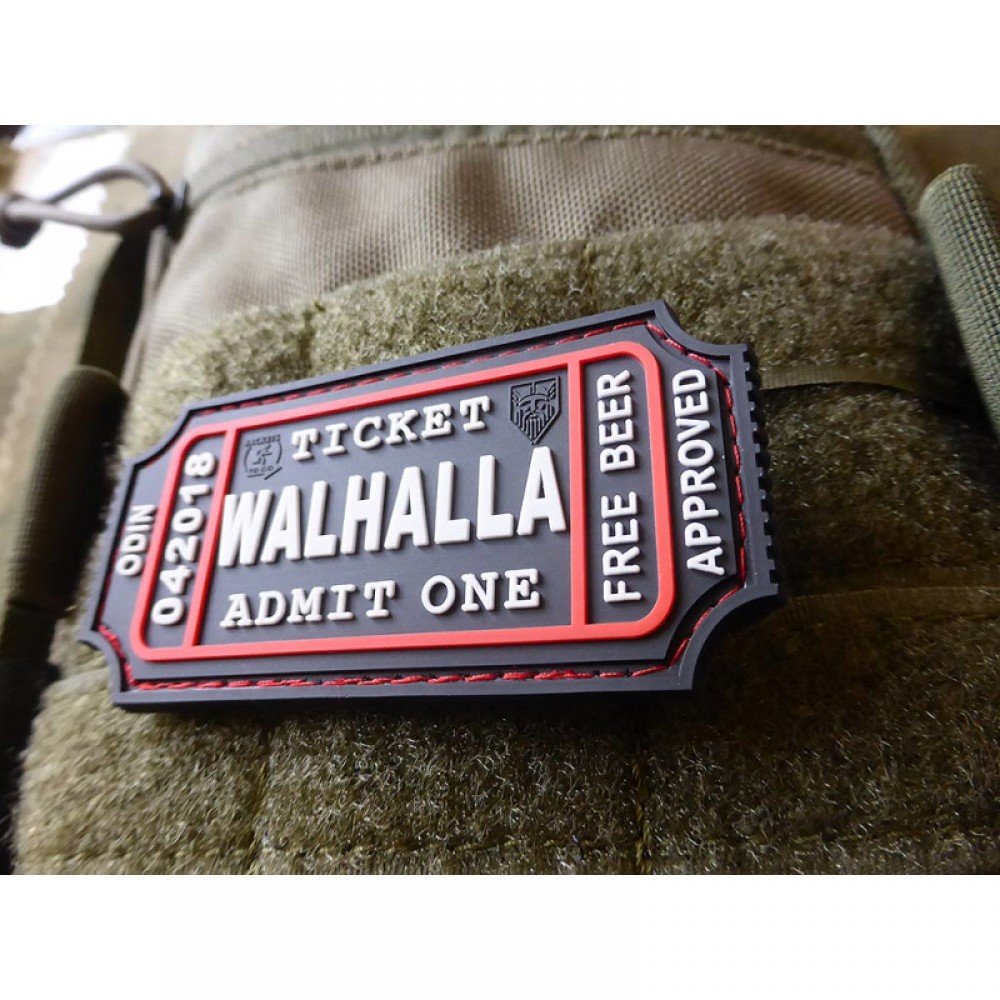 ODIN
042018
TICKET
WALHALLA
ADMIT ONE
FREE BEER
APPROVED